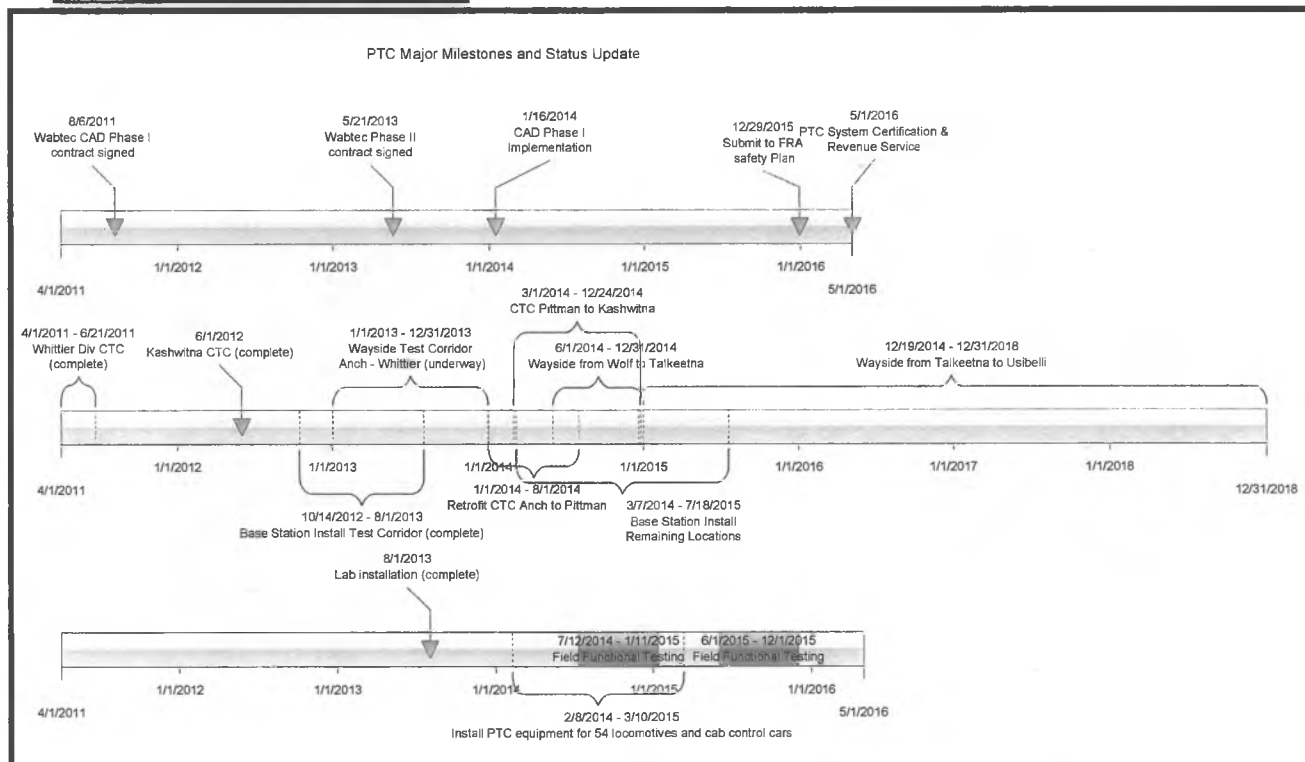 PTC Major Milestones and Status Update
8/6/2011
Wabtec CAD Phase I
contract signed
5/21/2013
Wabtec Phase II
contract signed
1/16/2014
CAD Phase I
Implementation
12/29/2015
Submit to FRA
safety Plan
5/1/2016
PTC System Certification &
Revenue Service
1/1/2012
1/1/2013
1/1/2014
1/1/2015
1/1/2016
4/1/2011
5/1/2016
3/1/2014 - 12/24/2014
CTC Pittman to Kashwitna
4/1/2011 - 6/21/2011
Whittier Div CTC
(complete)
6/1/2012
Kashwitna CTC (complete)
1/1/2013 - 12/31/2013
Wayside Test Corridor
Anch - Whittier (underway)
6/1/2014 - 12/31/2014
Wayside from Wolf to Talkeetna
12/19/2014 - 12/31/2018
Wayside from Talkeetna to Usibelli
1/1/2012
1/1/2013
1/1/2014
1/1/2015
1/1/2016
1/1/2017
1/1/2018
4/1/2011
12/31/2018
10/14/2012 - 8/1/2013
Base Station Install Test Corridor (complete)
1/1/2014 - 8/1/2014
Retrofit CTC Anch to Pittman
3/7/2014 - 7/18/2015
Base Station Install
Remaining Locations
8/1/2013
Lab installation (complete)
7/12/2014 - 1/11/2015
Field Functional Testing
6/1/2015 - 12/1/2015
Field Functional Testing
1/1/2012
1/1/2013
1/1/2014
1/1/2015
1/1/2016
4/1/2011
5/1/2016
2/8/2014 - 3/10/2015
Install PTC equipment for 54 locomotives and cab control cars